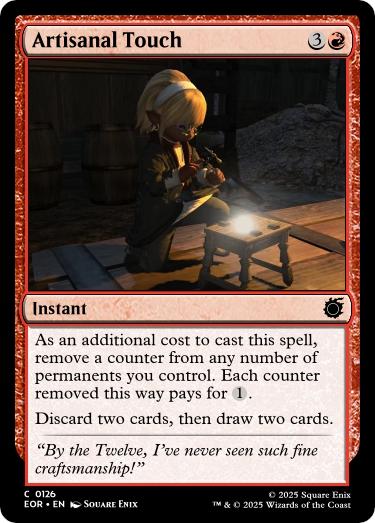 Artisanal Touch 3
Instant
As an additional cost to cast this spell,
remove a counter from any number of
permanents you control. Each counter
removed this way pays for 1.
Discard two cards, then draw two cards.
“By the Twelve, I’ve never seen such fine
craftsmanship!”
C 0126
EOR • EN SQUARE ENIX
© 2025 Square Enix
™ & © 2025 Wizards of the Coast